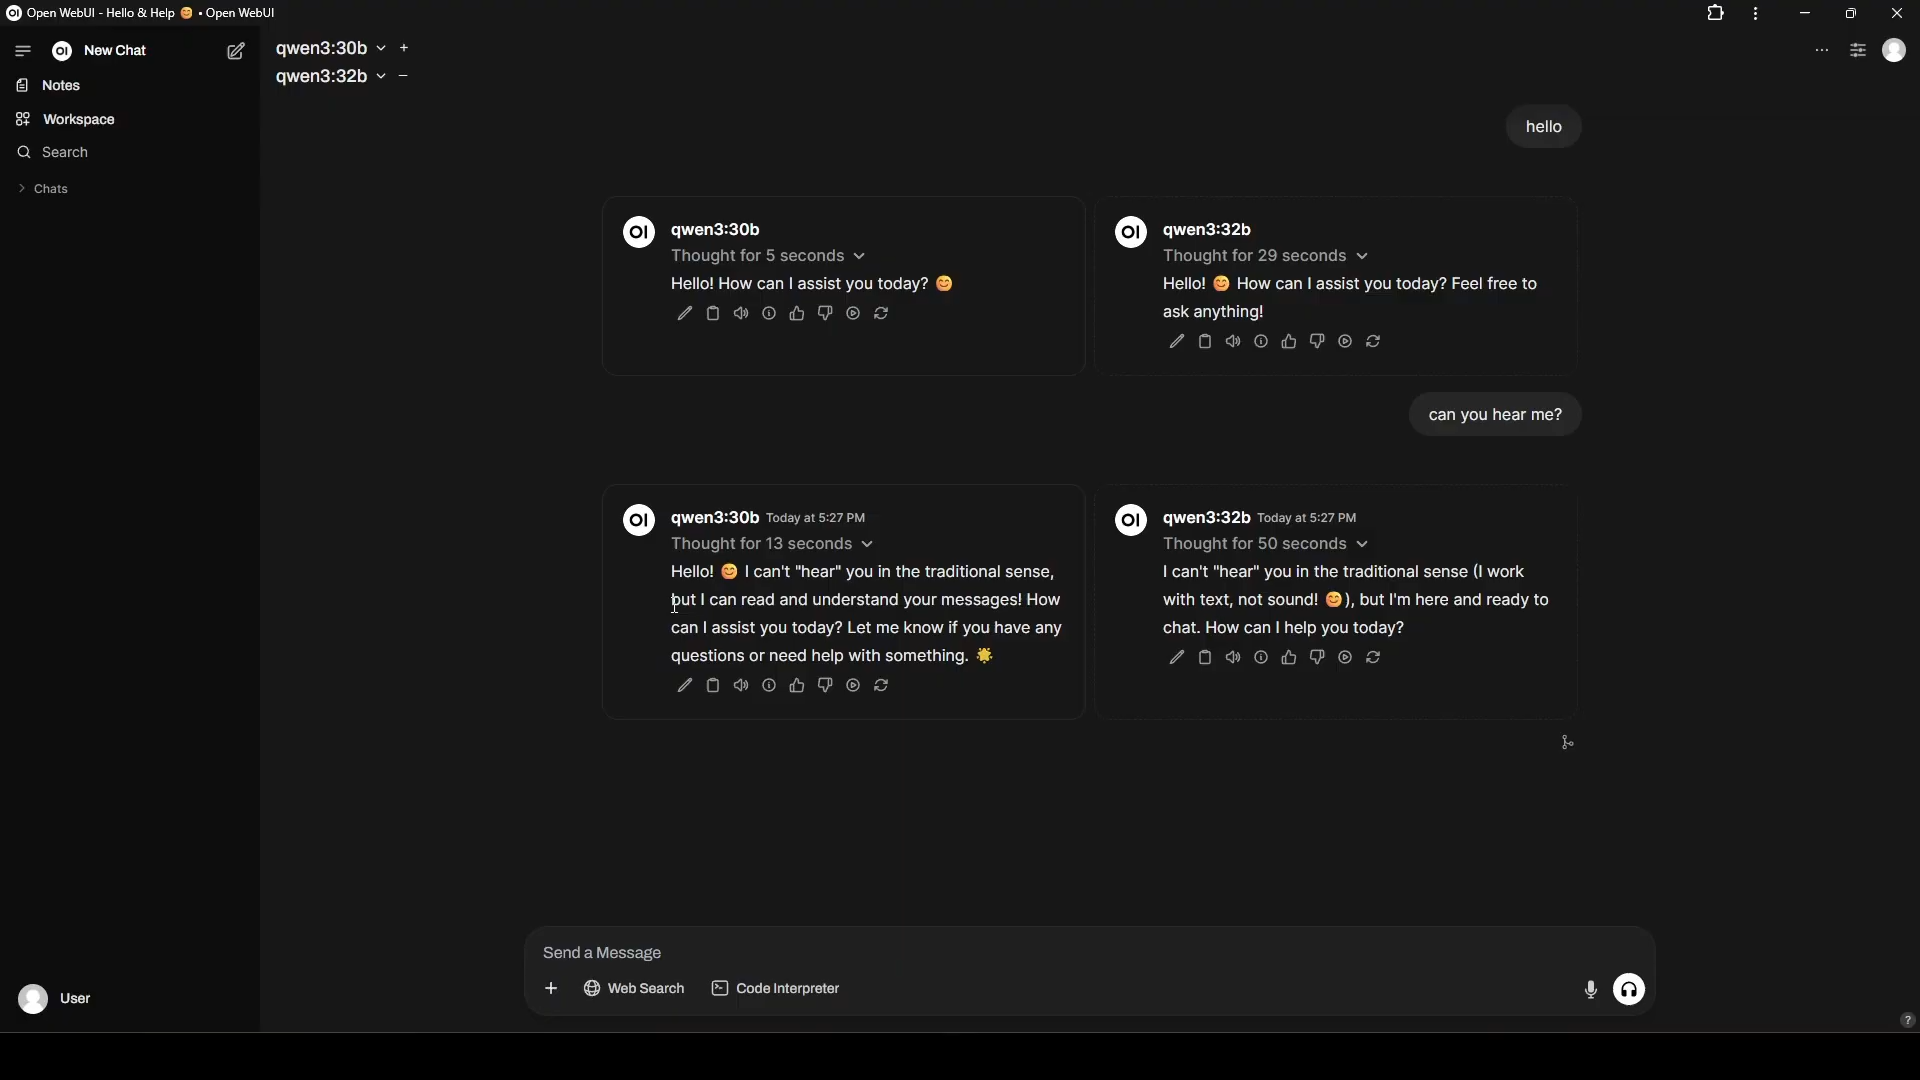 Open WebUI - Hello & Help 😊 • Open WebUI
OI New Chat
qwen3:30b
qwen3:32b
Notes
Workspace
Search
Chats
hello
OI qwen3:30b
Thought for 5 seconds
Hello! How can I assist you today? 😊
OI qwen3:32b
Thought for 29 seconds
Hello! 😊 How can I assist you today? Feel free to
ask anything!
can you hear me?
OI qwen3:30b Today at 5:27 PM
Thought for 13 seconds
Hello! 😊 I can't "hear" you in the traditional sense,
but I can read and understand your messages! How
can I assist you today? Let me know if you have any
questions or need help with something. 🌟
OI qwen3:32b Today at 5:27 PM
Thought for 50 seconds
I can't "hear" you in the traditional sense (I work
with text, not sound! 😊), but I'm here and ready to
chat. How can I help you today?
Send a Message
Web Search Code Interpreter
User
?